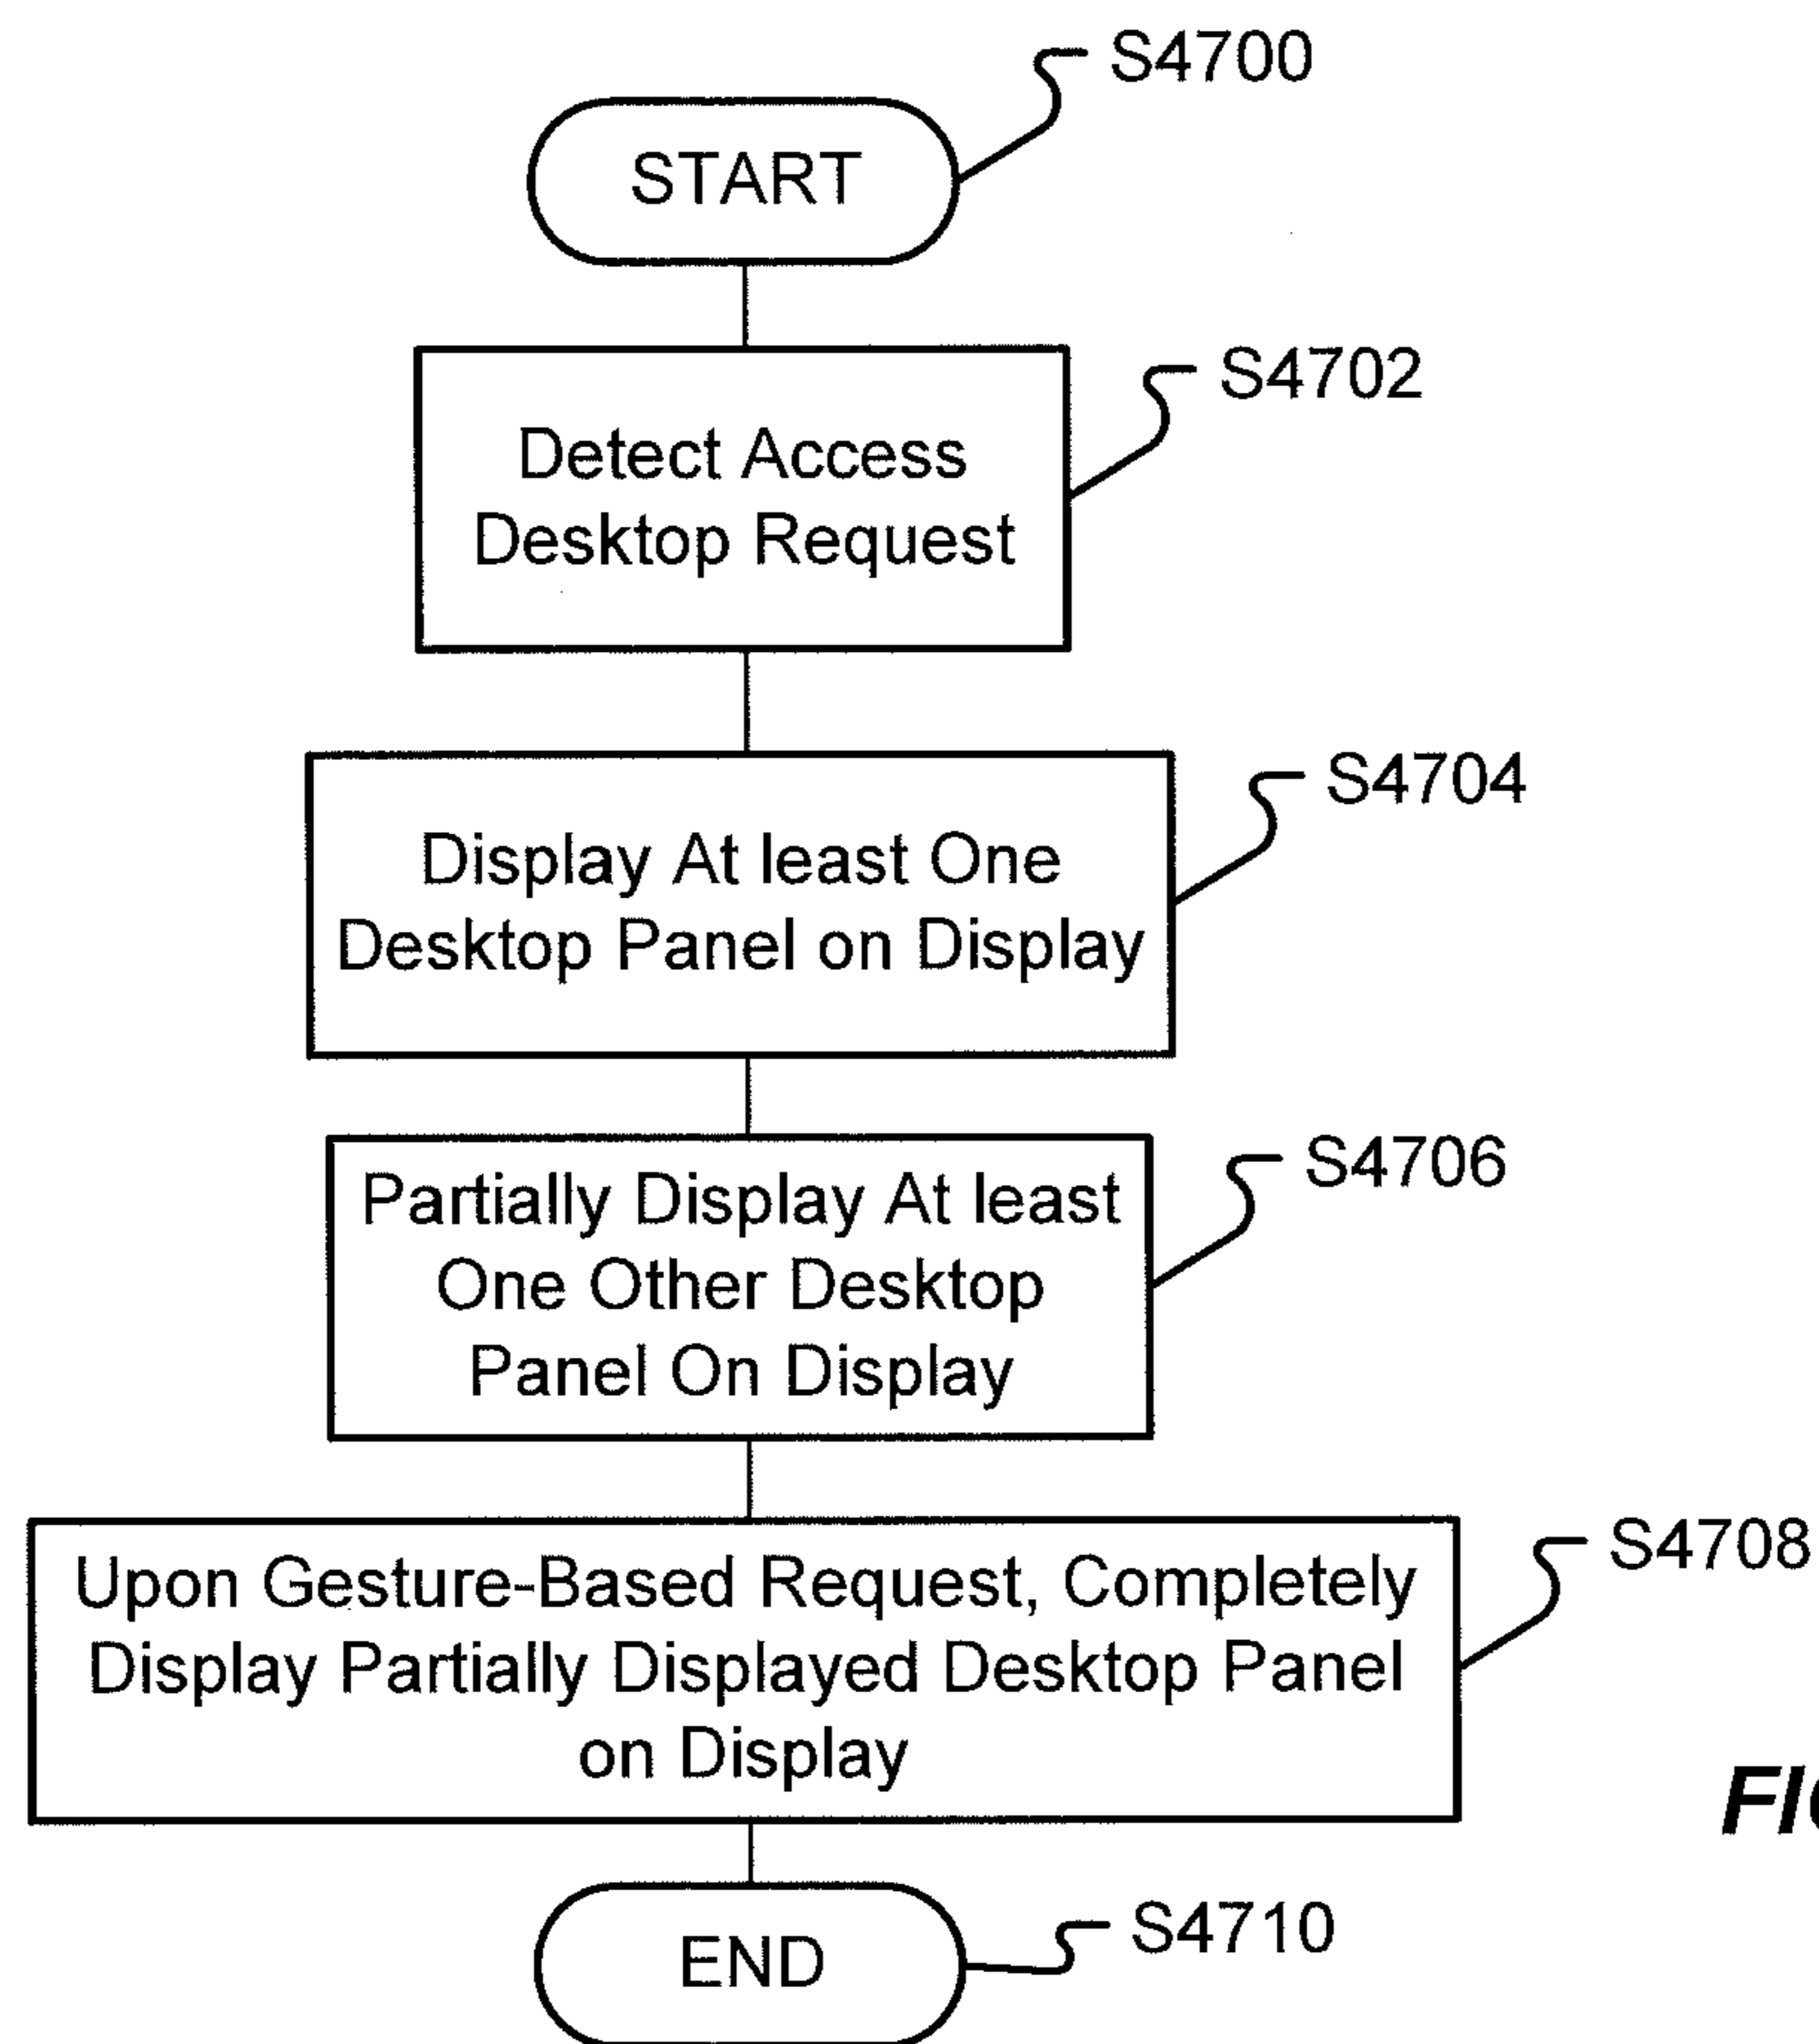 S4700
START
S4702
Detect Access
Desktop Request
S4704
Display At least One
Desktop Panel on Display
S4706
Partially Display At least
One Other Desktop
Panel On Display
S4708
Upon Gesture-Based Request, Completely
Display Partially Displayed Desktop Panel
on Display
S4710
END